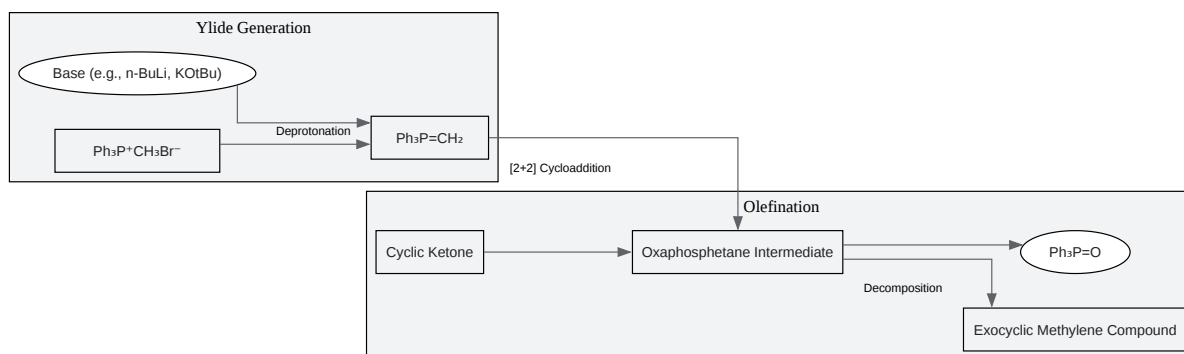 Ylide Generation
Base (e.g., n-BuLi, KOtBu)
Deprotonation
Ph₃P⁺CH₃Br⁻
Ph₃P=CH₂
[2+2] Cycloaddition
Olefination
Cyclic Ketone
Oxaphosphetane Intermediate
Ph₃P=O
Decomposition
Exocyclic Methylene Compound